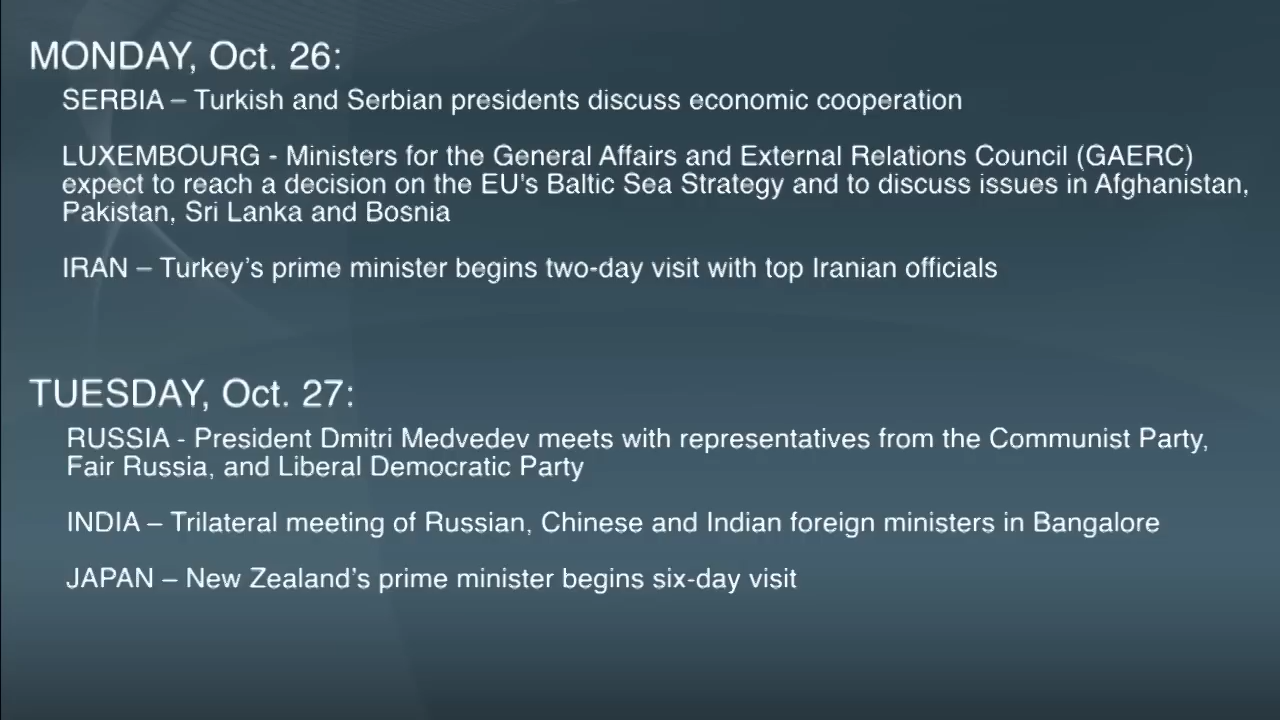 MONDAY, Oct. 26:
SERBIA – Turkish and Serbian presidents discuss economic cooperation
LUXEMBOURG - Ministers for the General Affairs and External Relations Council (GAERC)
expect to reach a decision on the EU's Baltic Sea Strategy and to discuss issues in Afghanistan,
Pakistan, Sri Lanka and Bosnia
IRAN – Turkey’s prime minister begins two-day visit with top Iranian officials
TUESDAY, Oct. 27:
RUSSIA - President Dmitri Medvedev meets with representatives from the Communist Party,
Fair Russia, and Liberal Democratic Party
INDIA – Trilateral meeting of Russian, Chinese and Indian foreign ministers in Bangalore
JAPAN – New Zealand’s prime minister begins six-day visit